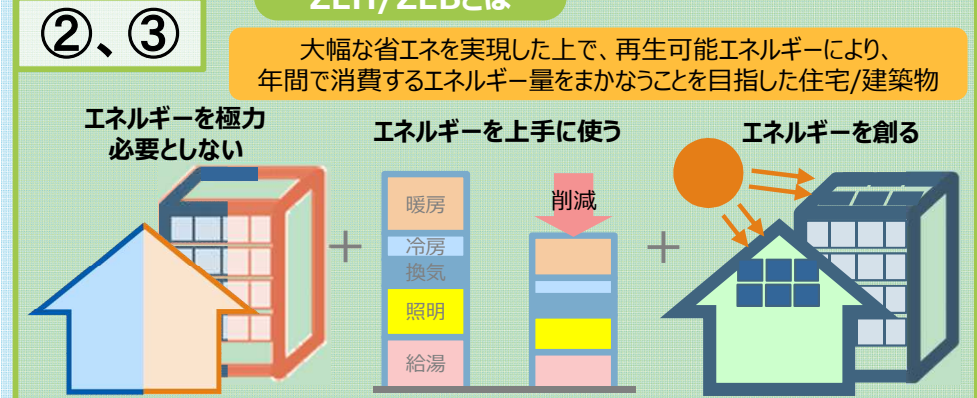 ZEH/ZEBとは
②、③
大幅な省エネを実現した上で、再生可能エネルギーにより、
年間で消費するエネルギー量をまかなうことを目指した住宅/建築物
エネルギーを極力
必要としない
エネルギーを上手に使う
エネルギーを創る
暖房
冷房
換気
照明
給湯
削減